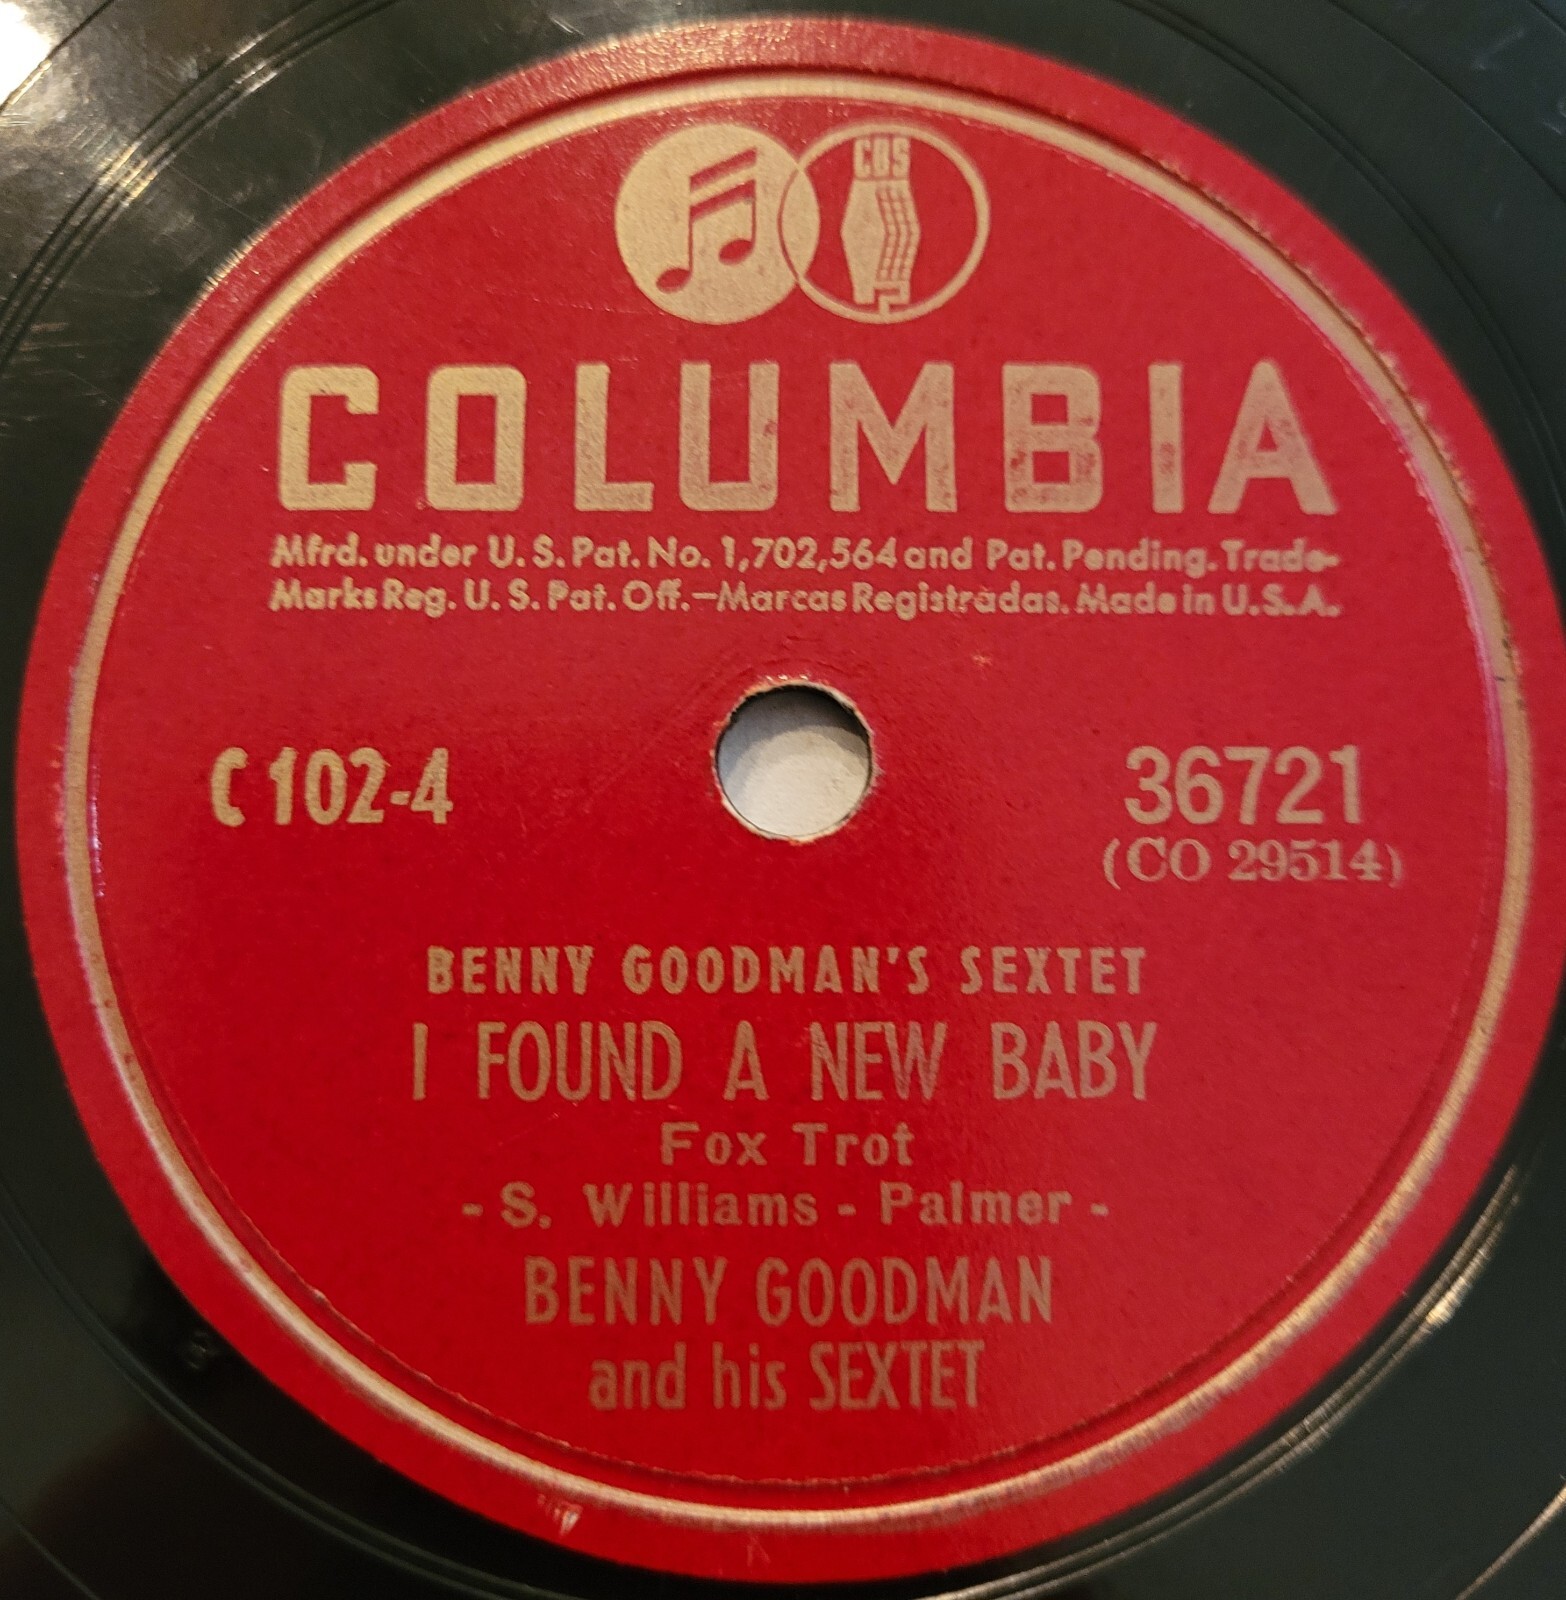 CBS
COLUMBIA
Mfrd. under U. S. Pat. No. 1,702,564 and Pat. Pending. Trade-
Marks Reg. U. S. Pat. Off.—Marcas Registradas. Made in U.S.A.
C 102-4
36721
(CO 29514)
BENNY GOODMAN'S SEXTET
I FOUND A NEW BABY
Fox Trot
- S. Williams - Palmer -
BENNY GOODMAN
and his SEXTET